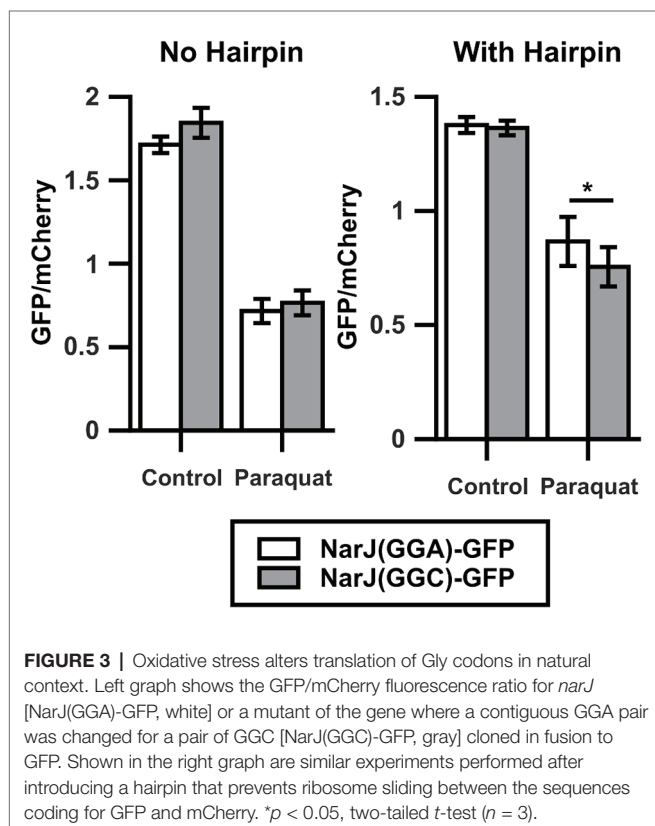 No Hairpin
With Hairpin
GFP/mCherry
2
1.5
1
0.5
0
Control Paraquat
GFP/mCherry
1.5
1
0.5
0
*
Control Paraquat
NarJ(GGA)-GFP
NarJ(GGC)-GFP
FIGURE 3 | Oxidative stress alters translation of Gly codons in natural
context. Left graph shows the GFP/mCherry fluorescence ratio for narJ
[NarJ(GGA)-GFP, white] or a mutant of the gene where a contiguous GGA pair
was changed for a pair of GGC [NarJ(GGC)-GFP, gray] cloned in fusion to
GFP. Shown in the right graph are similar experiments performed after
introducing a hairpin that prevents ribosome sliding between the sequences
coding for GFP and mCherry. *p < 0.05, two-tailed t-test (n = 3).